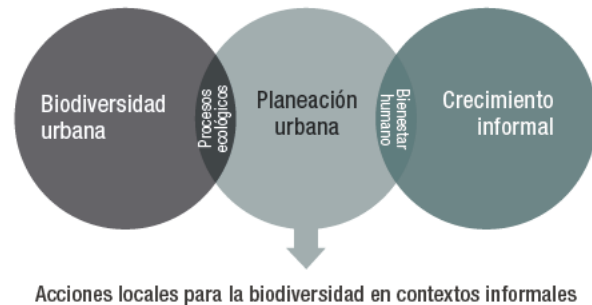 Biodiversidad
urbana
Procesos
ecológicos
Planeación
urbana
Bienestar
humano
Crecimiento
informal
Acciones locales para la biodiversidad en contextos informales